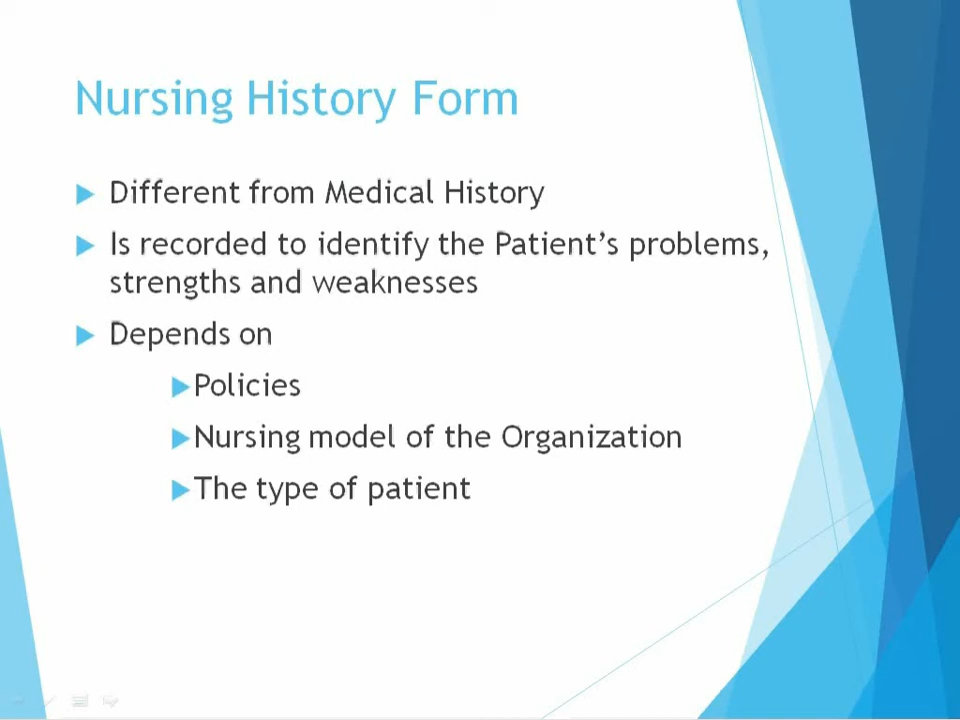 Nursing History Form
Different from Medical History
Is recorded to identify the Patient's problems,
strengths and weaknesses
Depends on
Policies
Nursing model of the Organization
The type of patient